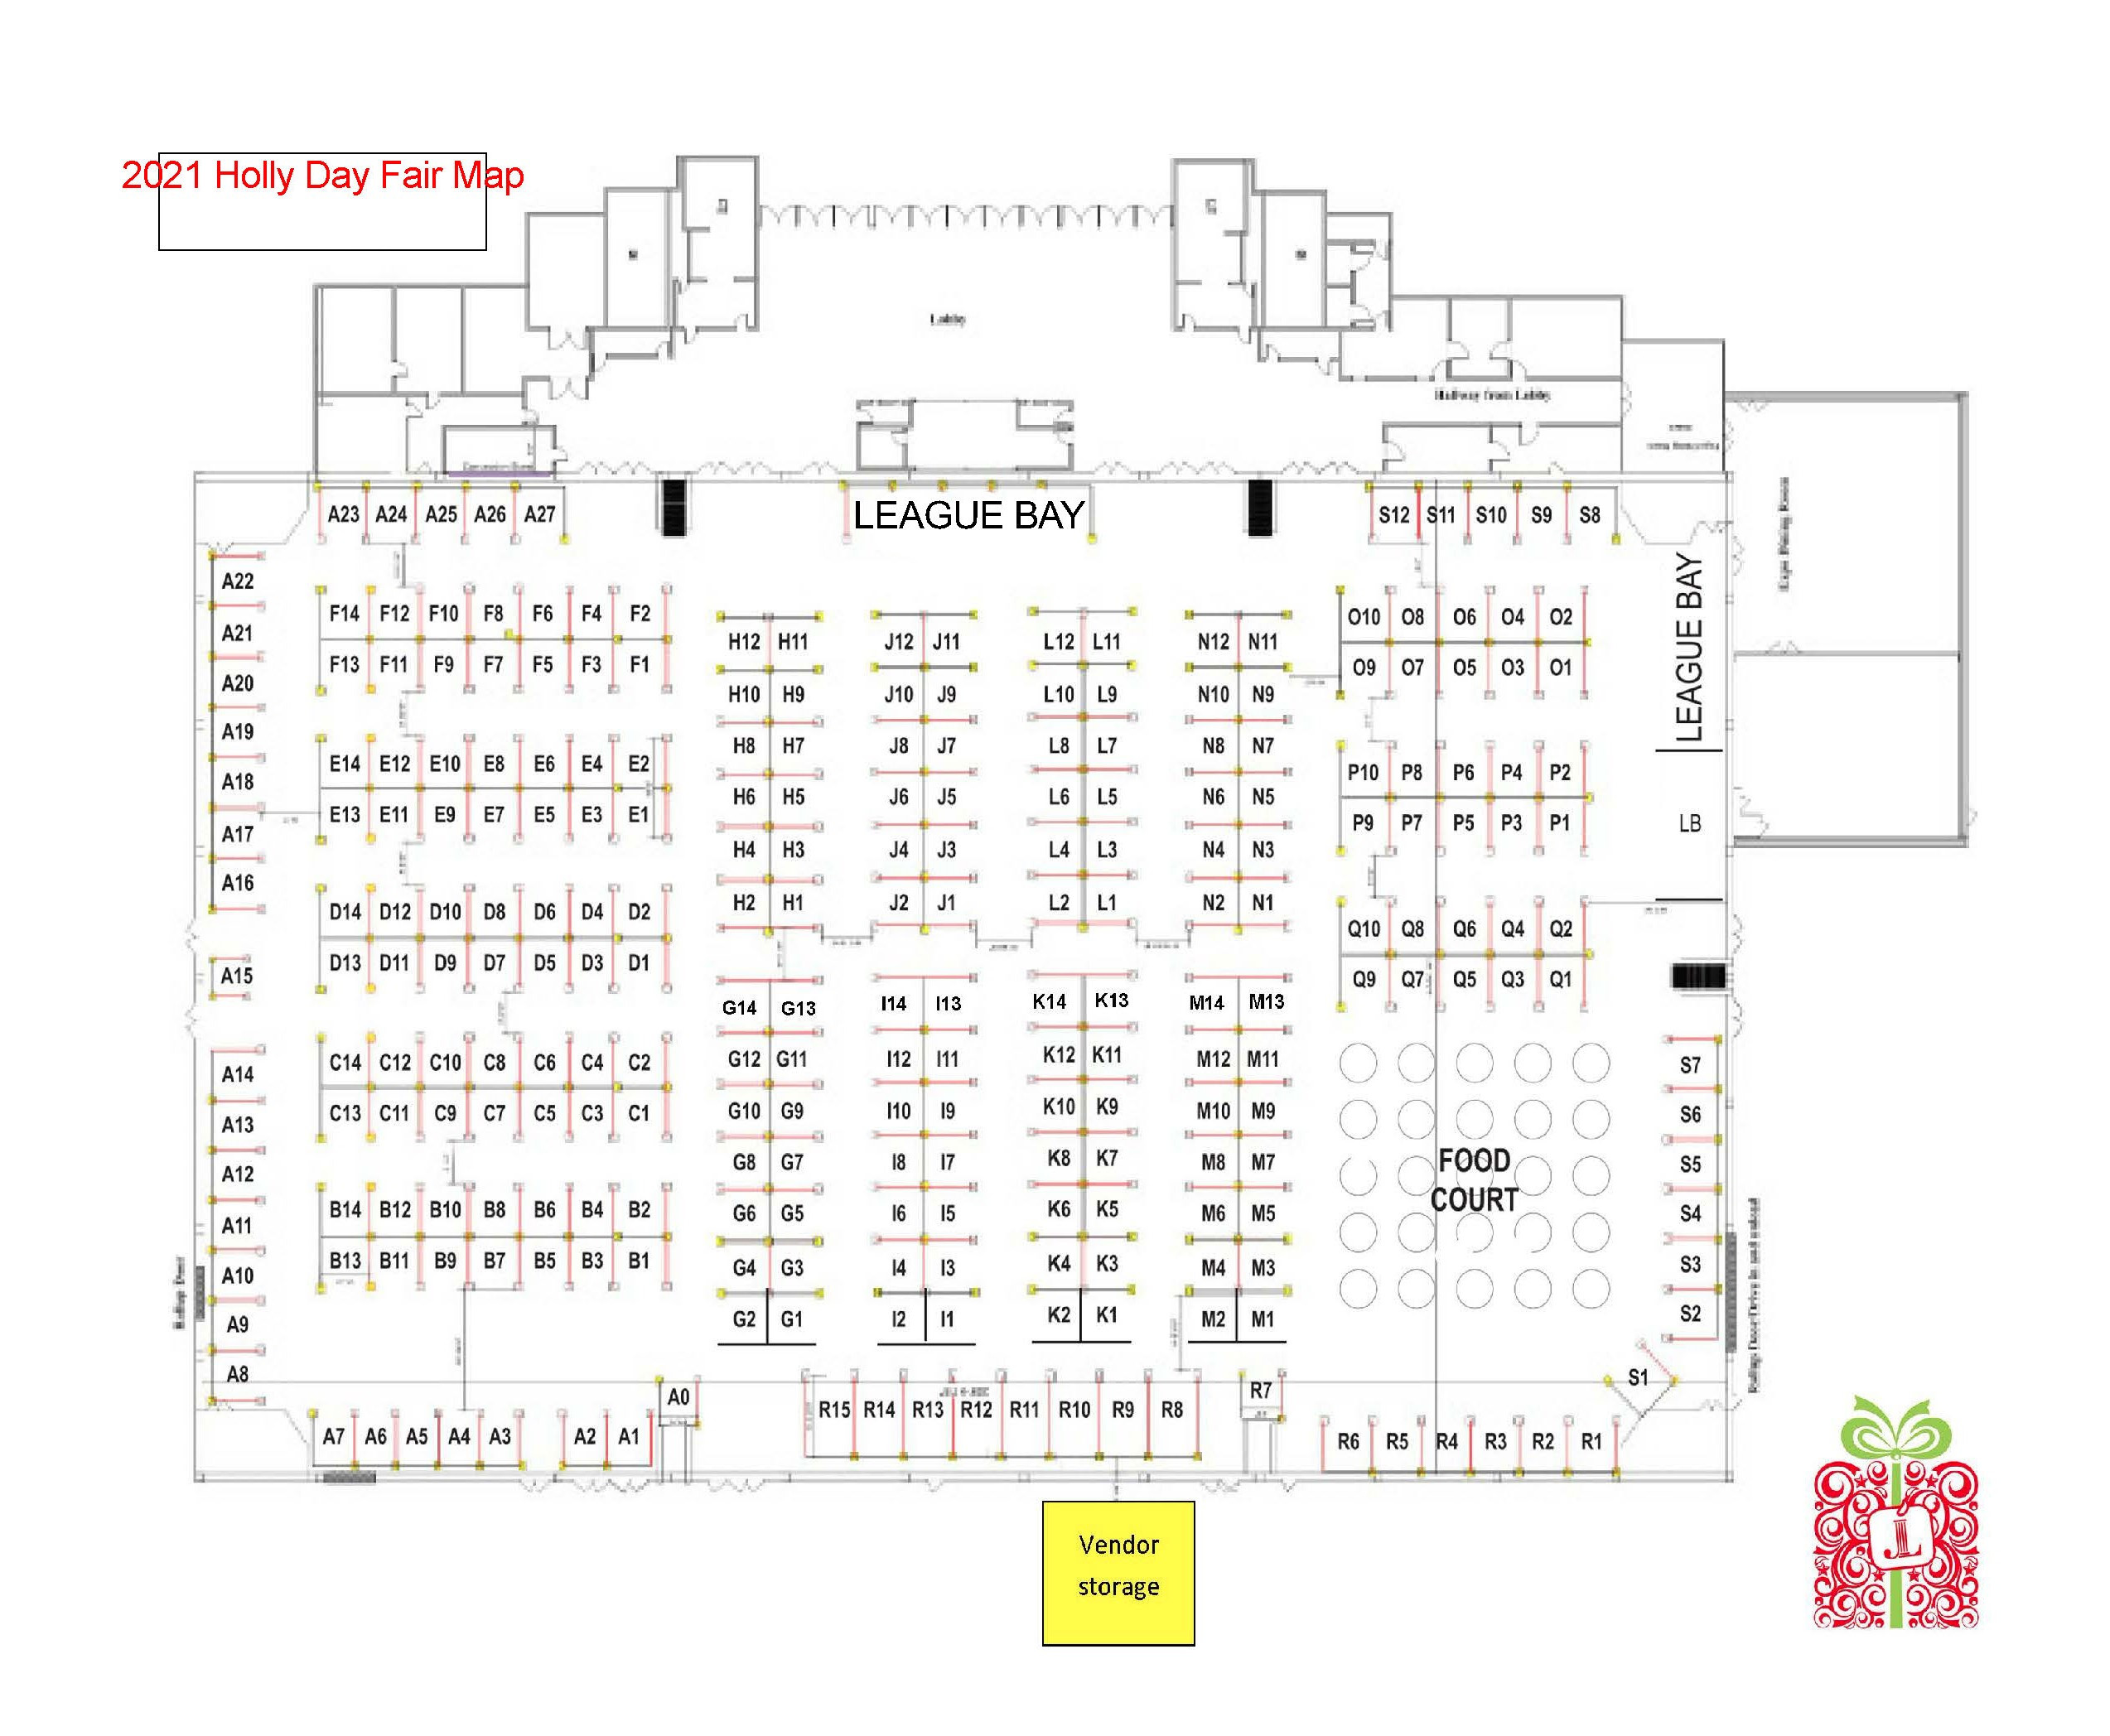 2021 Holly Day Fair Map
Lobby
Hallway from Lobby
LEAGUE BAY
A23 A24 A25 A26 A27
S12 S11 S10 S9 S8
A22
A21
A20
A19
A18
A17
A16
A15
A14
A13
A12
A11
A10
A9
A8
F14 F12 F10 F8 F6 F4 F2
F13 F11 F9 F7 F5 F3 F1
E14 E12 E10 E8 E6 E4 E2
E13 E11 E9 E7 E5 E3 E1
D14 D12 D10 D8 D6 D4 D2
D13 D11 D9 D7 D5 D3 D1
C14 C12 C10 C8 C6 C4 C2
C13 C11 C9 C7 C5 C3 C1
B14 B12 B10 B8 B6 B4 B2
B13 B11 B9 B7 B5 B3 B1
H12 H11 J12 J11 L12 L11 N12 N11
H10 H9 J10 J9 L10 L9 N10 N9
H8 H7 J8 J7 L8 L7 N8 N7
H6 H5 J6 J5 L6 L5 N6 N5
H4 H3 J4 J3 L4 L3 N4 N3
H2 H1 J2 J1 L2 L1 N2 N1
G14 G13 I14 I13 K14 K13 M14 M13
G12 G11 I12 I11 K12 K11 M12 M11
G10 G9 I10 I9 K10 K9 M10 M9
G8 G7 I8 I7 K8 K7 M8 M7
G6 G5 I6 I5 K6 K5 M6 M5
G4 G3 I4 I3 K4 K3 M4 M3
G2 G1 I2 I1 K2 K1 M2 M1
O10 O8 O6 O4 O2
O9 O7 O5 O3 O1
P10 P8 P6 P4 P2
P9 P7 P5 P3 P1
Q10 Q8 Q6 Q4 Q2
Q9 Q7 Q5 Q3 Q1
LEAGUE BAY
LB
FOOD
COURT
S7
S6
S5
S4
S3
S2
S1
A7 A6 A5 A4 A3 A2 A1
A0
R15 R14 R13 R12 R11 R10 R9 R8
R7
R6 R5 R4 R3 R2 R1
Vendor
storage
JL